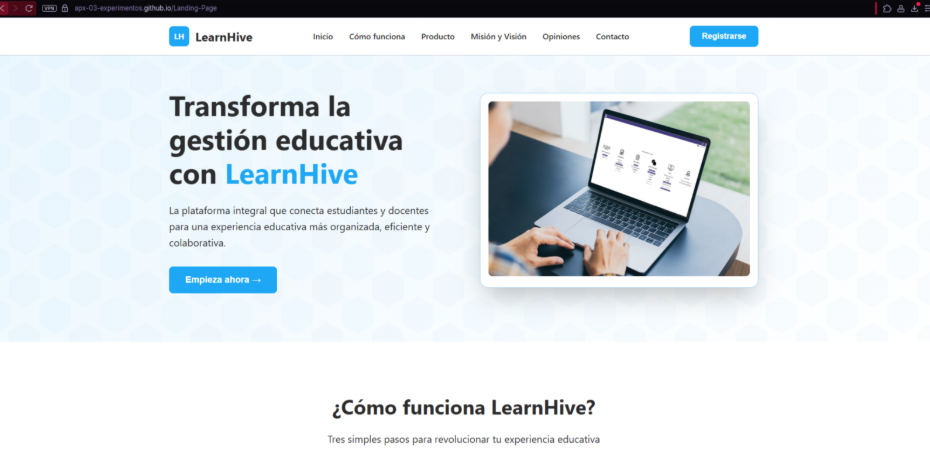 VPN
apx-03-experimentos.github.io/Landing-Page
LH LearnHive
Inicio Cómo funciona Producto Misión y Visión Opiniones Contacto
Registrarse
Transforma la
gestión educativa
con LearnHive
La plataforma integral que conecta estudiantes y docentes
para una experiencia educativa más organizada, eficiente y
colaborativa.
Empieza ahora →
¿Cómo funciona LearnHive?
Tres simples pasos para revolucionar tu experiencia educativa